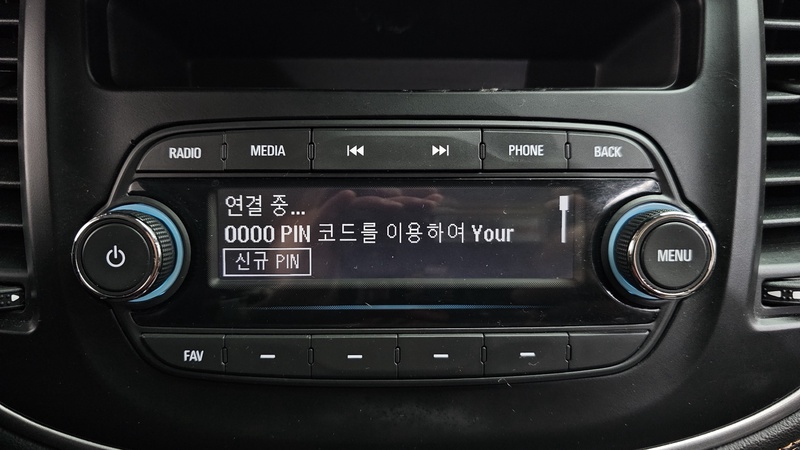 RADIO MEDIA PHONE BACK
연결 중...
0000 PIN 코드를 이용하여 Your
신규 PIN
MENU
FAV